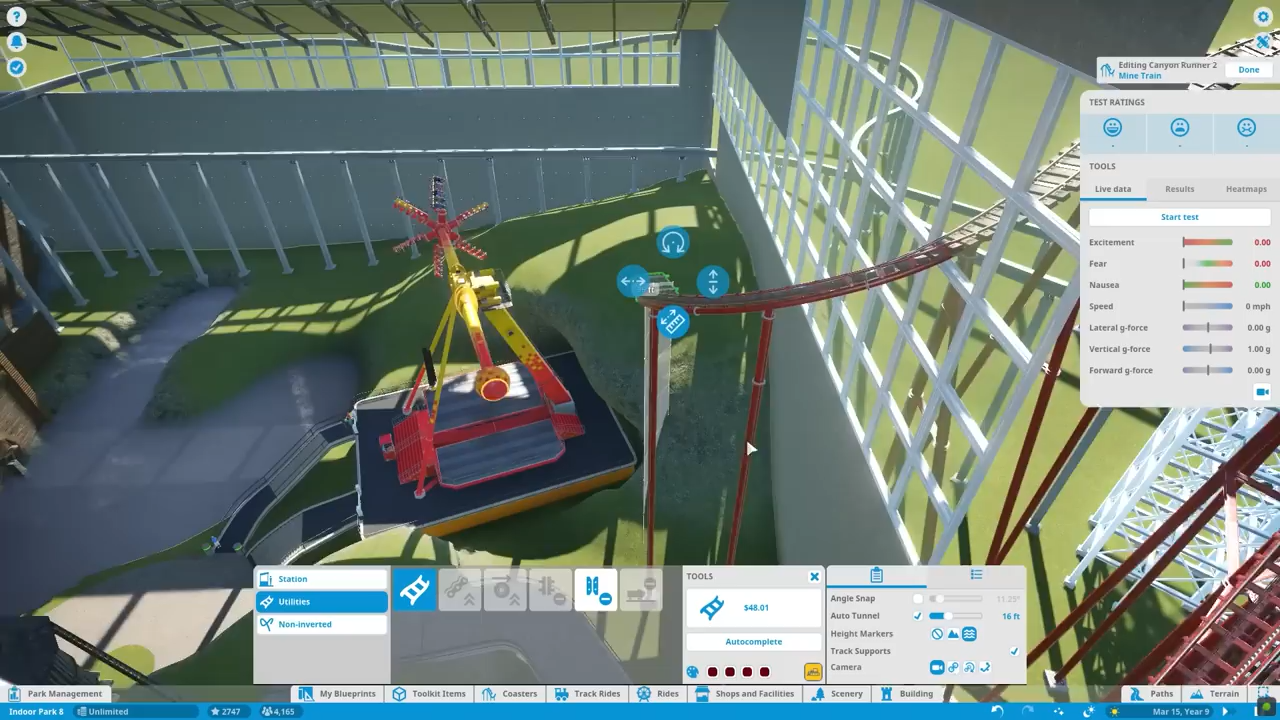 ?
Editing Canyon Runner 2
Mine Train
Done
TEST RATINGS
- - -
TOOLS
Live data Results Heatmaps
Start test
Excitement 0.00
Fear 0.00
Nausea 0.00
Speed 0 mph
Lateral g-force 0.00 g
Vertical g-force 1.00 g
Forward g-force 0.00 g
Station
Utilities
Non-inverted
TOOLS
$48.01
Autocomplete
Angle Snap 11.25°
Auto Tunnel 16 ft
Height Markers
Track Supports
Camera
Park Management My Blueprints Toolkit Items Coasters Track Rides Rides Shops and Facilities Scenery Building Paths Terrain
Indoor Park 8 Unlimited 2747 4,165 Mar 15, Year 9